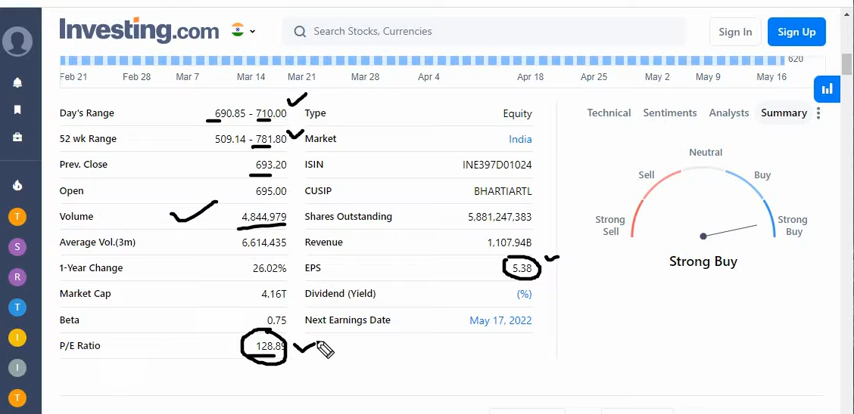 Investing.com
Search Stocks, Currencies
Sign In
Sign Up
620
Feb 21 Feb 28 Mar 7 Mar 14 Mar 21 Mar 28 Apr 4 Apr 18 Apr 25 May 2 May 9 May 16
Day's Range 690.85 - 710.00 Type Equity
52 wk Range 509.14 - 781.80 Market India
Prev. Close 693.20 ISIN INE397D01024
Open 695.00 CUSIP BHARTIARTL
Volume 4,844,979 Shares Outstanding 5,881,247,383
Average Vol.(3m) 6,614,435 Revenue 1,107.94B
1-Year Change 26.02% EPS 5.38
Market Cap 4.16T Dividend (Yield) (%)
Beta 0.75 Next Earnings Date May 17, 2022
P/E Ratio 128.89
Technical Sentiments Analysts Summary
Neutral
Sell Buy
Strong Sell
Strong Buy
Strong Buy
T
S
R
T
1
I
T